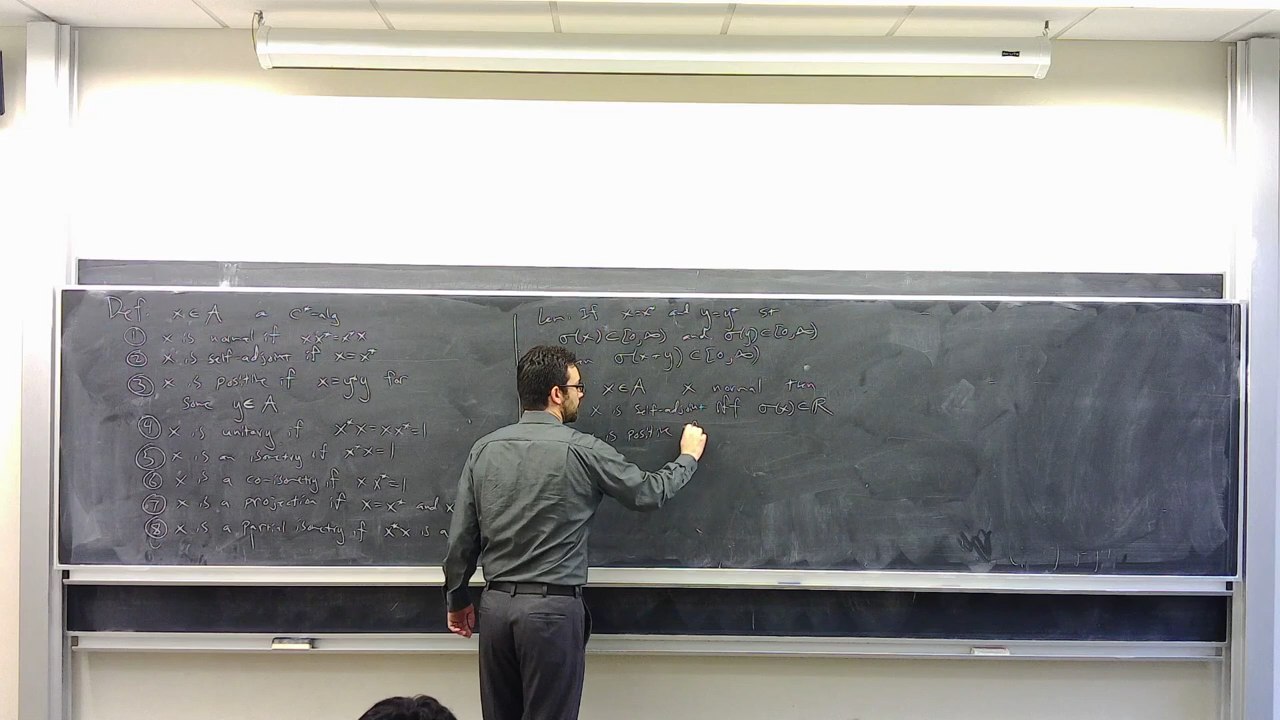 Def: x ∈ A a C*-alg
① x is normal if xx* = x*x
② x is self-adjoint if x = x*
③ x is positive if x = y*y for
some y ∈ A
④ x is unitary if x*x = xx* = 1
⑤ x is an isometry if x*x = 1
⑥ x is a co-isometry if xx* = 1
⑦ x is a projection if x = x* and x
⑧ x is a partial isometry if x*x is a
Lem: If x = x* and y = y* st
σ(x) ⊂ [0,∞) and σ(y) ⊂ [0,∞)
σ(x+y) ⊂ [0,∞)
x ∈ A x normal then
x is self-adjoint iff σ(x) ⊂ ℝ
is positive